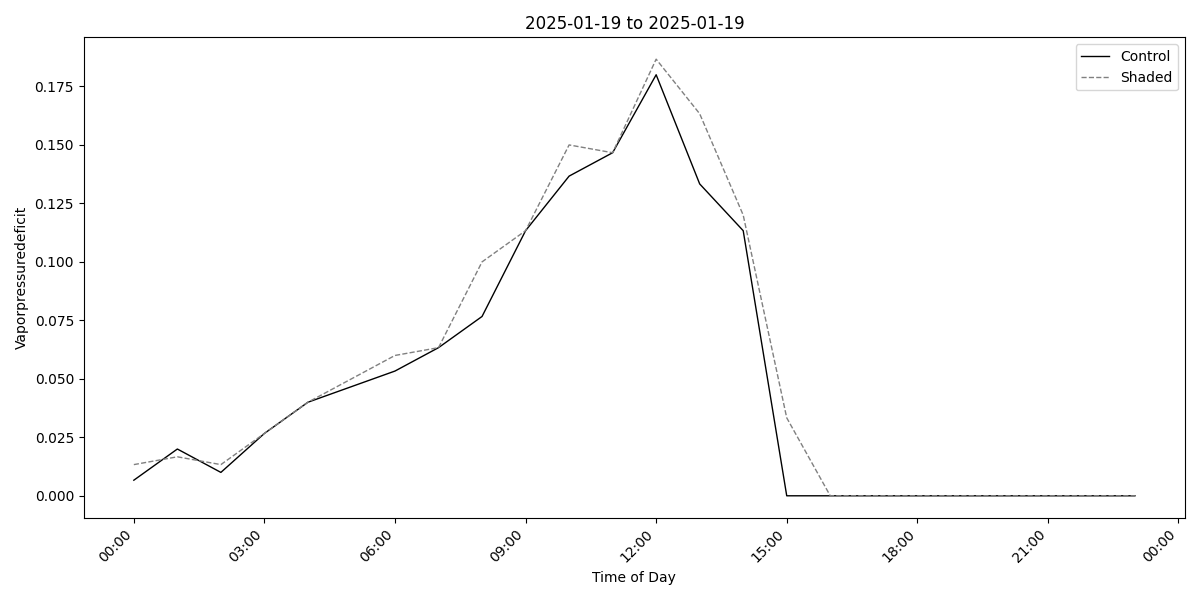 2025-01-19 to 2025-01-19
Control
Shaded
Vaporpressuredeficit
0.175
0.150
0.125
0.100
0.075
0.050
0.025
0.000
00:00 03:00 06:00 09:00 12:00 15:00 18:00 21:00 00:00
Time of Day